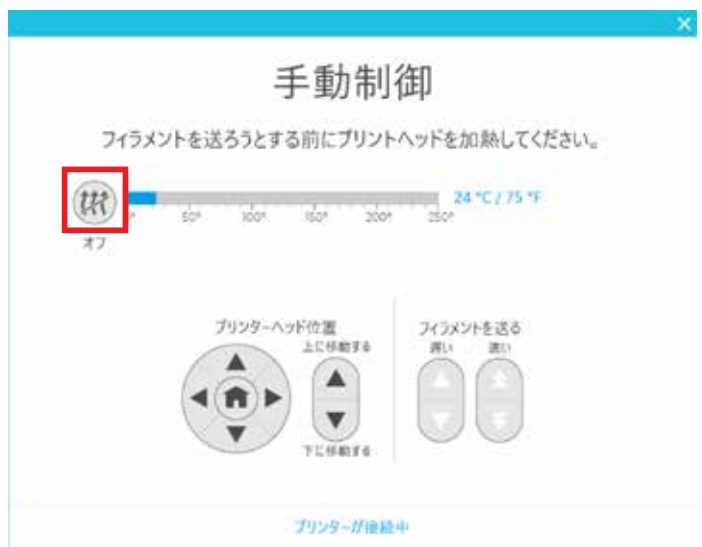 手動制御
フィラメントを送ろうとする前にプリントヘッドを加熱してください。
24 °C / 75 °F
50° 100° 150° 200° 250°
オフ
プリンターヘッド位置
上に移動する
下に移動する
フィラメントを送る
遅い 速い
プリンターが接続中